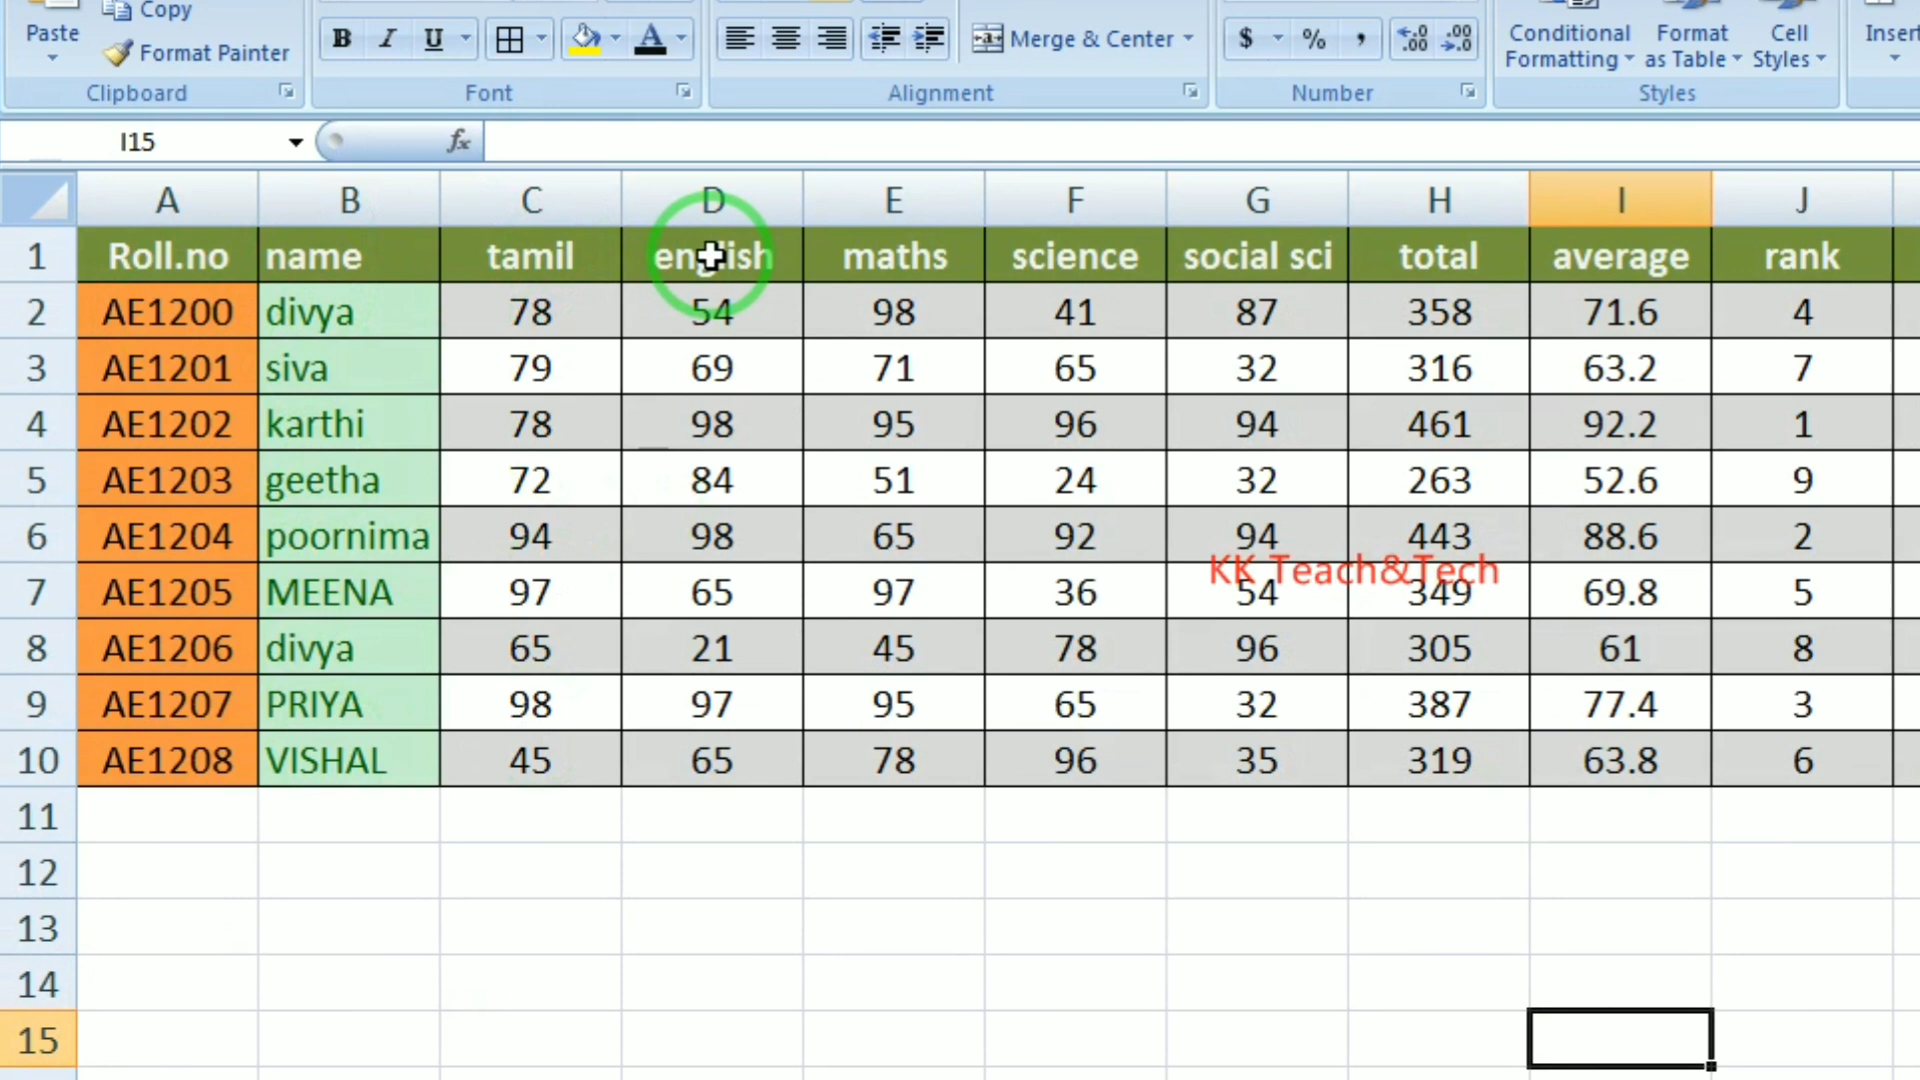 Copy
Paste
Format Painter
Clipboard
B I U A
Font
Merge & Center
Alignment
$ % ,
.00 .00
.00 .0
Number
Conditional Formatting
Format as Table
Cell Styles
Styles
Insert
I15
fx
A B C D E F G H I J
1 Roll.no name tamil english maths science social sci total average rank
2 AE1200 divya 78 54 98 41 87 358 71.6 4
3 AE1201 siva 79 69 71 65 32 316 63.2 7
4 AE1202 karthi 78 98 95 96 94 461 92.2 1
5 AE1203 geetha 72 84 51 24 32 263 52.6 9
6 AE1204 poornima 94 98 65 92 94 443 88.6 2
KK Teach&Tech
7 AE1205 MEENA 97 65 97 36 54 349 69.8 5
8 AE1206 divya 65 21 45 78 96 305 61 8
9 AE1207 PRIYA 98 97 95 65 32 387 77.4 3
10 AE1208 VISHAL 45 65 78 96 35 319 63.8 6
11
12
13
14
15